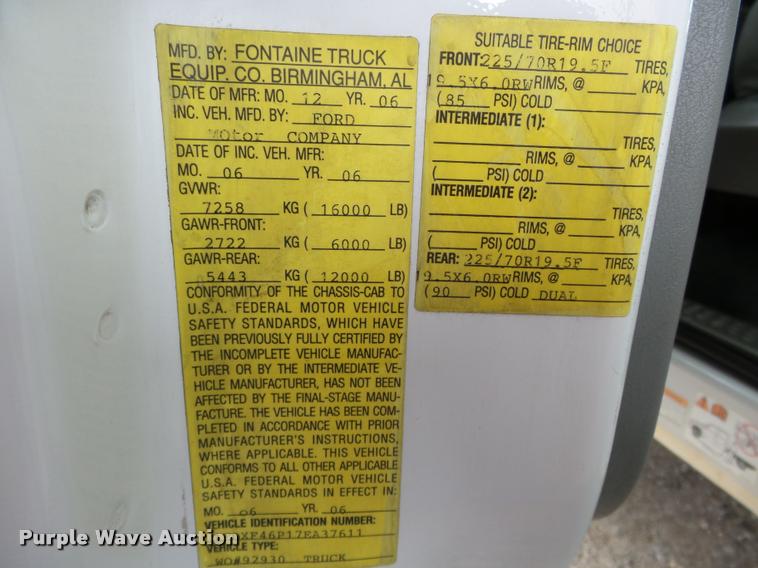 MFD. BY: FONTAINE TRUCK
EQUIP. CO. BIRMINGHAM, AL
DATE OF MFR: MO. 12 YR. 06
INC. VEH. MFD. BY: FORD
Motor COMPANY
DATE OF INC. VEH. MFR:
MO. 06 YR. 06
GVWR:
7258 KG ( 16000 LB)
GAWR-FRONT:
2722 KG ( 6000 LB)
GAWR-REAR:
5443 KG ( 12000 LB)
CONFORMITY OF THE CHASSIS-CAB TO
U.S.A. FEDERAL MOTOR VEHICLE
SAFETY STANDARDS, WHICH HAVE
BEEN PREVIOUSLY FULLY CERTIFIED BY
THE INCOMPLETE VEHICLE MANUFAC-
TURER OR BY THE INTERMEDIATE VE-
HICLE MANUFACTURER, HAS NOT BEEN
AFFECTED BY THE FINAL-STAGE MANU-
FACTURE. THE VEHICLE HAS BEEN COM-
PLETED IN ACCORDANCE WITH PRIOR
MANUFACTURER'S INSTRUCTIONS,
WHERE APPLICABLE. THIS VEHICLE
CONFORMS TO ALL OTHER APPLICABLE
U.S.A. FEDERAL MOTOR VEHICLE
SAFETY STANDARDS IN EFFECT IN:
MO. 06 YR. 06
VEHICLE IDENTIFICATION NUMBER:
XF46P17EA37611
VEHICLE TYPE:
WO#92930 TRUCK
SUITABLE TIRE-RIM CHOICE
FRONT: 225/70R19.5F TIRES,
19.5X6.0RW RIMS, @ KPA,
( 85 PSI) COLD
INTERMEDIATE (1):
TIRES,
RIMS, @ KPA,
( PSI) COLD
INTERMEDIATE (2):
TIRES,
RIMS, @ KPA,
( PSI) COLD
REAR: 225/70R19.5F TIRES,
19.5X6.0RW RIMS, @ KPA,
( 90 PSI) COLD DUAL
Purple Wave Auction